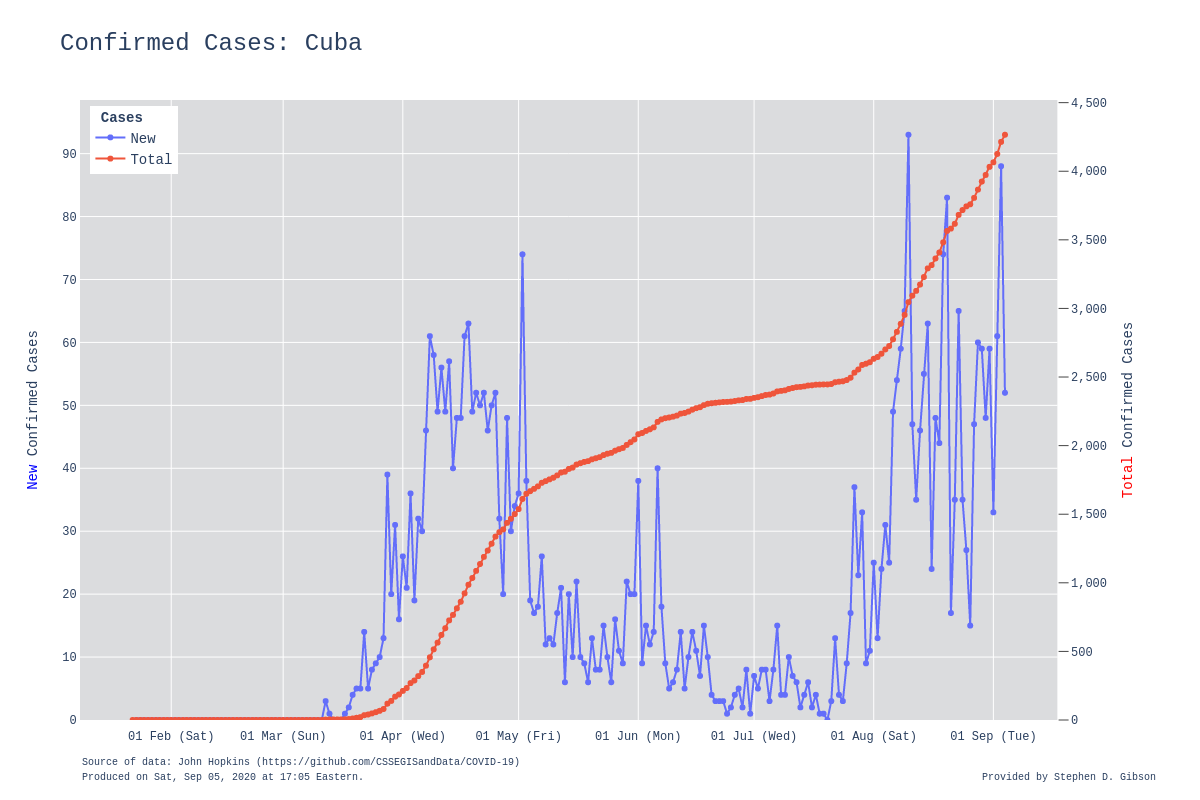 Confirmed Cases: Cuba
Cases
New
Total
90
80
70
60
50
40
30
20
10
0
New Confirmed Cases
4,500
4,000
3,500
3,000
2,500
2,000
1,500
1,000
500
0
Total Confirmed Cases
01 Feb (Sat) 01 Mar (Sun) 01 Apr (Wed) 01 May (Fri) 01 Jun (Mon) 01 Jul (Wed) 01 Aug (Sat) 01 Sep (Tue)
Source of data: John Hopkins (https://github.com/CSSEGISandData/COVID-19)
Produced on Sat, Sep 05, 2020 at 17:05 Eastern.
Provided by Stephen D. Gibson